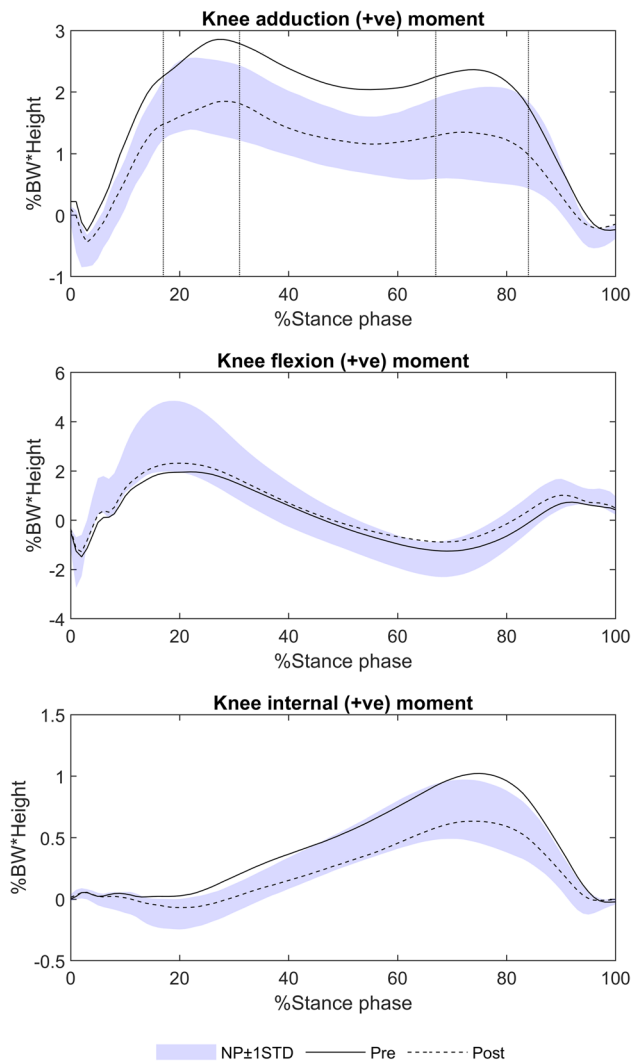 Knee adduction (+ve) moment
3
2
1
0
-1
%BW*Height
0 20 40 60 80 100
%Stance phase
Knee flexion (+ve) moment
6
4
2
0
-2
-4
%BW*Height
0 20 40 60 80 100
%Stance phase
Knee internal (+ve) moment
1.5
1
0.5
0
-0.5
%BW*Height
0 20 40 60 80 100
%Stance phase
NP±1STD Pre Post